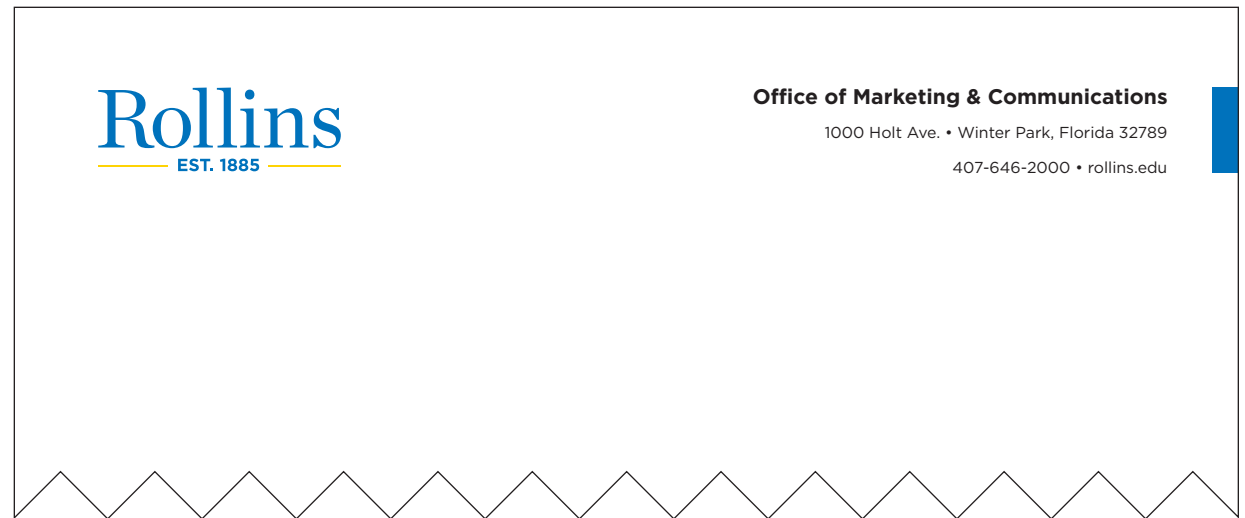 Rollins
EST. 1885
Office of Marketing & Communications
1000 Holt Ave. • Winter Park, Florida 32789
407-646-2000 • rollins.edu